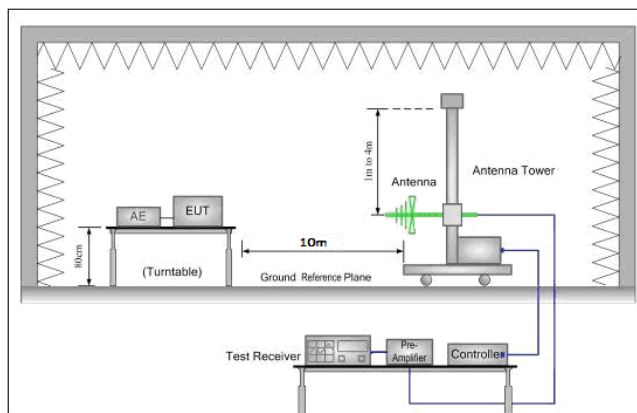 1m to 4m
Antenna
Antenna Tower
AE
EUT
10m
80cm
(Turntable)
Ground Reference Plane
Test Receiver
Pre-
Amplifier
Controller